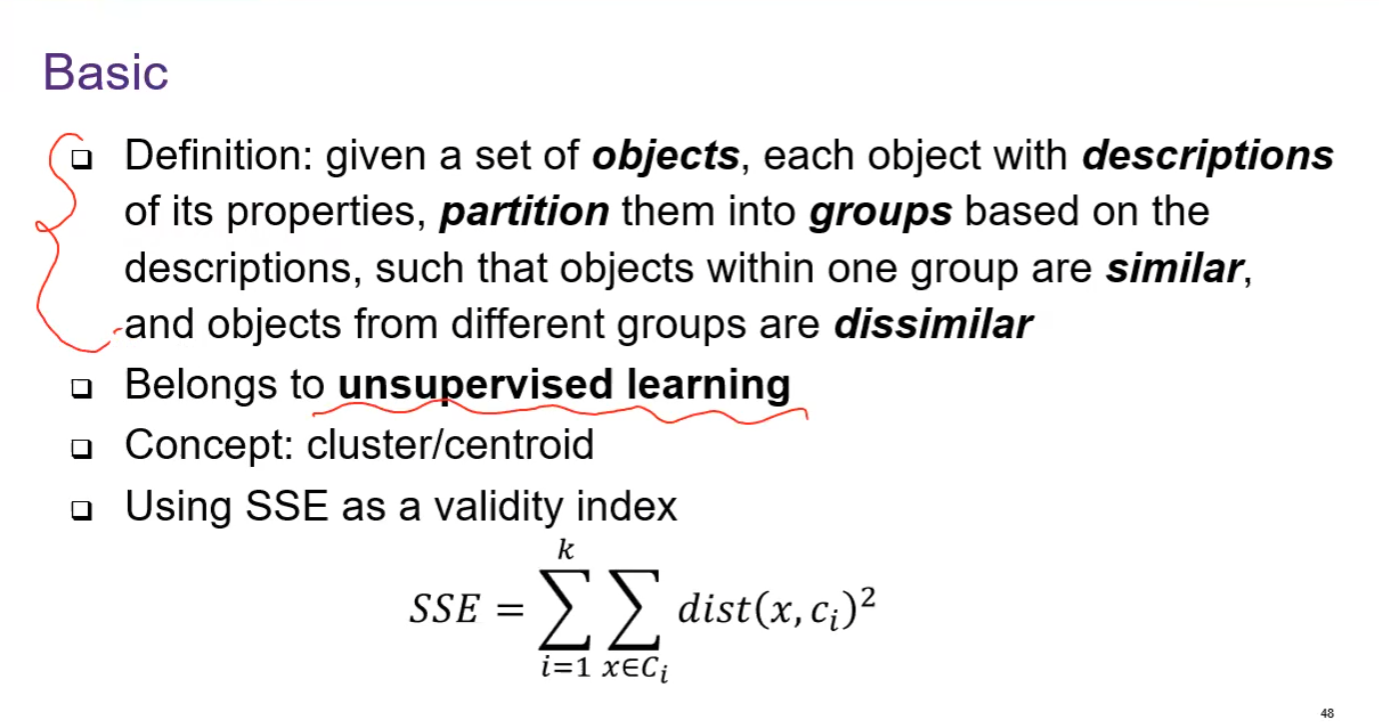 Basic
❑ Definition: given a set of objects, each object with descriptions
of its properties, partition them into groups based on the
descriptions, such that objects within one group are similar,
and objects from different groups are dissimilar
❑ Belongs to unsupervised learning
❑ Concept: cluster/centroid
❑ Using SSE as a validity index
$SSE = \sum_{i=1}^{k} \sum_{x \in C_i} dist(x, c_i)^2$
48